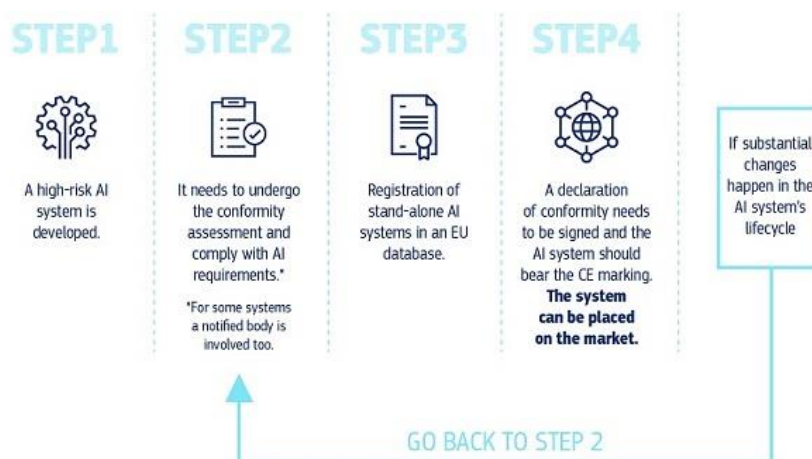 STEP1
A high-risk AI
system is
developed.
STEP2
It needs to undergo
the conformity
assessment and
comply with AI
requirements.*
*For some systems
a notified body is
involved too.
STEP3
Registration of
stand-alone AI
systems in an EU
database.
STEP4
A declaration
of conformity needs
to be signed and the
AI system should
bear the CE marking.
The system
can be placed
on the market.
If substantial
changes
happen in the
AI system's
lifecycle
GO BACK TO STEP 2